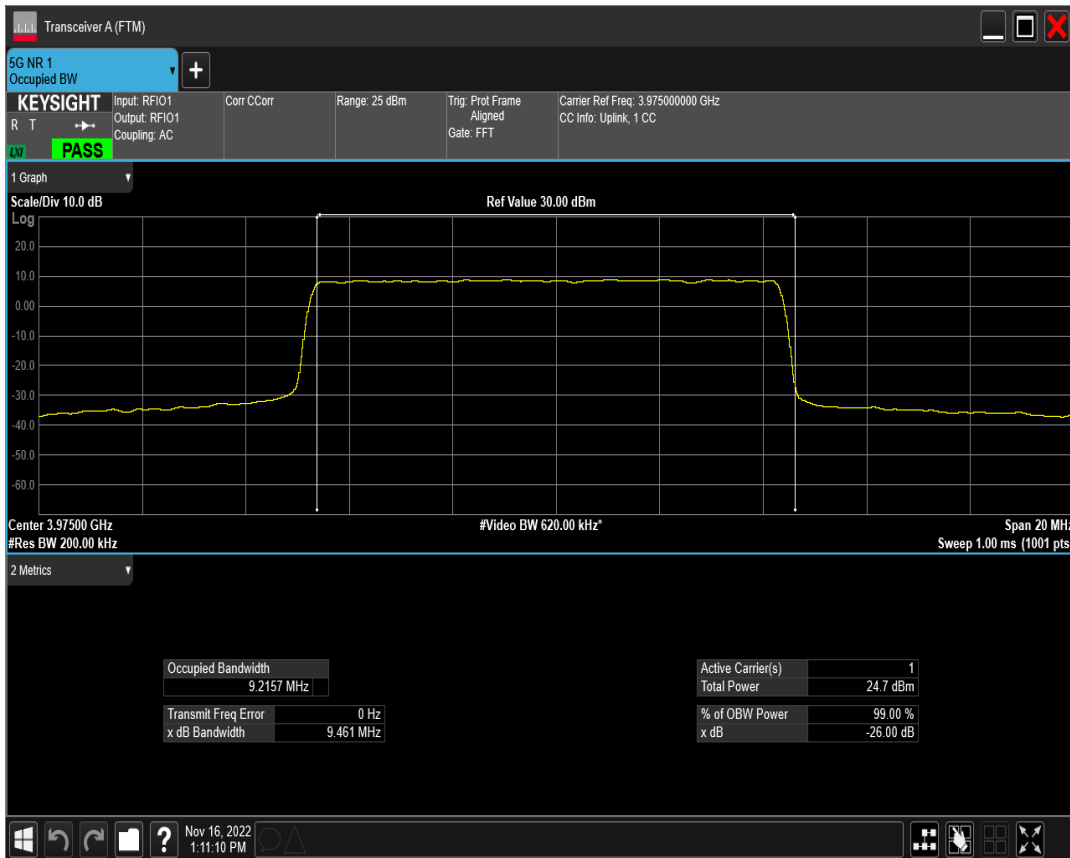 Transceiver A (FTM)
5G NR 1
Occupied BW
+
KEYSIGHT
R T
LXI
PASS
Input: RFIO1
Output: RFIO1
Coupling: AC
Corr CCorr
Range: 25 dBm
Trig: Prot Frame
Aligned
Gate: FFT
Carrier Ref Freq: 3.975000000 GHz
CC Info: Uplink, 1 CC
1 Graph
Scale/Div 10.0 dB
Ref Value 30.00 dBm
Log
20.0
10.0
0.00
-10.0
-20.0
-30.0
-40.0
-50.0
-60.0
Center 3.97500 GHz
#Video BW 620.00 kHz*
Span 20 MHz
#Res BW 200.00 kHz
Sweep 1.00 ms (1001 pts
2 Metrics
Occupied Bandwidth
9.2157 MHz
Transmit Freq Error 0 Hz
x dB Bandwidth 9.461 MHz
Active Carrier(s) 1
Total Power 24.7 dBm
% of OBW Power 99.00 %
x dB -26.00 dB
?
Nov 16, 2022
1:11:10 PM